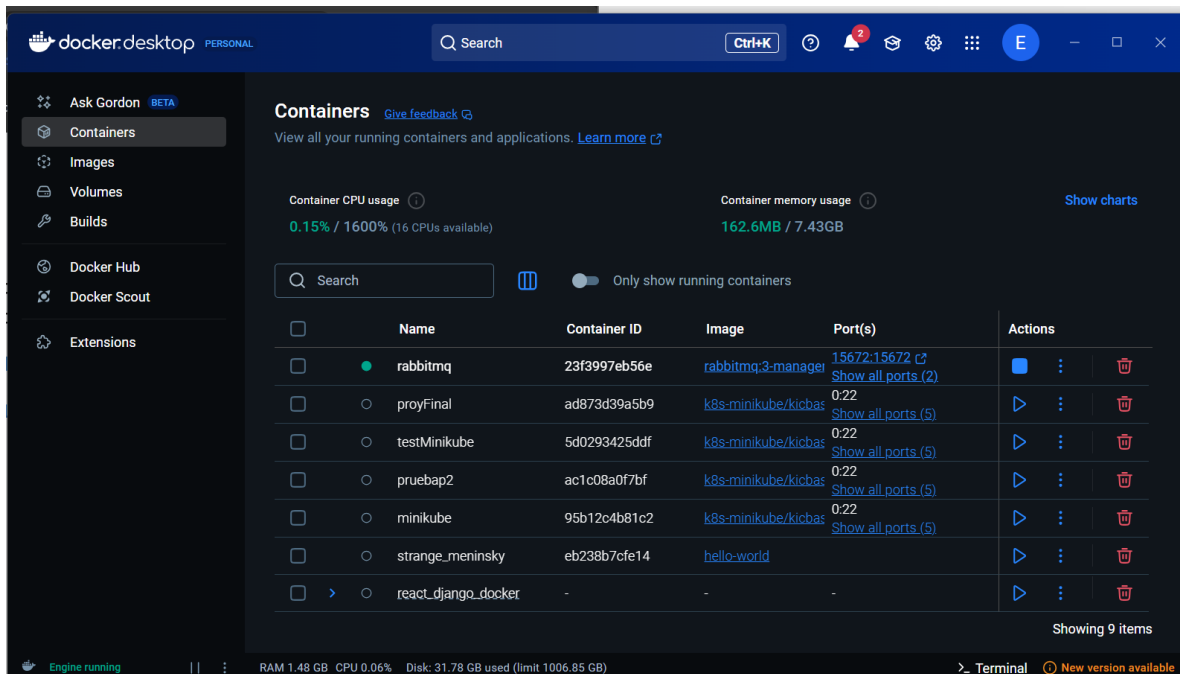 docker.desktop PERSONAL
Search
Ctrl+K
2
E
Ask Gordon BETA
Containers
Images
Volumes
Builds
Docker Hub
Docker Scout
Extensions
Containers Give feedback
View all your running containers and applications. Learn more
Container CPU usage
0.15% / 1600% (16 CPUs available)
Container memory usage
162.6MB / 7.43GB
Show charts
Search
Only show running containers
Name Container ID Image Port(s) Actions
rabbitmq 23f3997eb56e rabbitmq:3-manager 15672:15672
Show all ports (2)
proyFinal ad873d39a5b9 k8s-minikube/kicbas 0:22
Show all ports (5)
testMinikube 5d0293425ddf k8s-minikube/kicbas 0:22
Show all ports (5)
pruebap2 ac1c08a0f7bf k8s-minikube/kicbas 0:22
Show all ports (5)
minikube 95b12c4b81c2 k8s-minikube/kicbas 0:22
Show all ports (5)
strange_meninsky eb238b7cfe14 hello-world
react_django_docker - - -
Showing 9 items
Engine running
RAM 1.48 GB CPU 0.06% Disk: 31.78 GB used (limit 1006.85 GB)
>_ Terminal
New version available